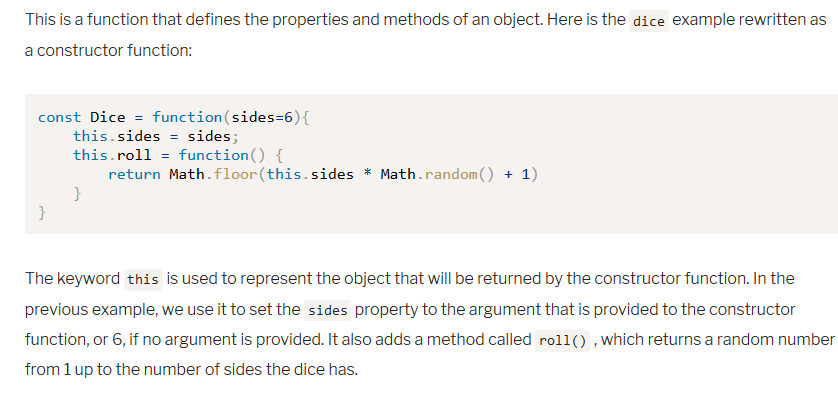 This is a function that defines the properties and methods of an object. Here is the dice example rewritten as
a constructor function:
const Dice = function(sides=6){
    this.sides = sides;
    this.roll = function() {
        return Math.floor(this.sides * Math.random() + 1)
    }
}
The keyword this is used to represent the object that will be returned by the constructor function. In the
previous example, we use it to set the sides property to the argument that is provided to the constructor
function, or 6, if no argument is provided. It also adds a method called roll() , which returns a random number
from 1 up to the number of sides the dice has.